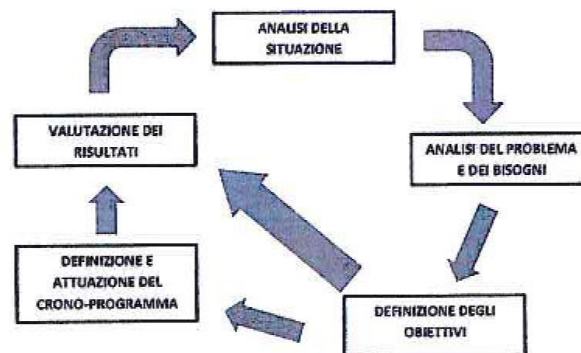 ANALISI DELLA
SITUAZIONE
ANALISI DEL PROBLEMA
E DEI BISOGNI
DEFINIZIONE DEGLI
OBIETTIVI
DEFINIZIONE E
ATTUAZIONE DEL
CRONO-PROGRAMMA
VALUTAZIONE DEI
RISULTATI